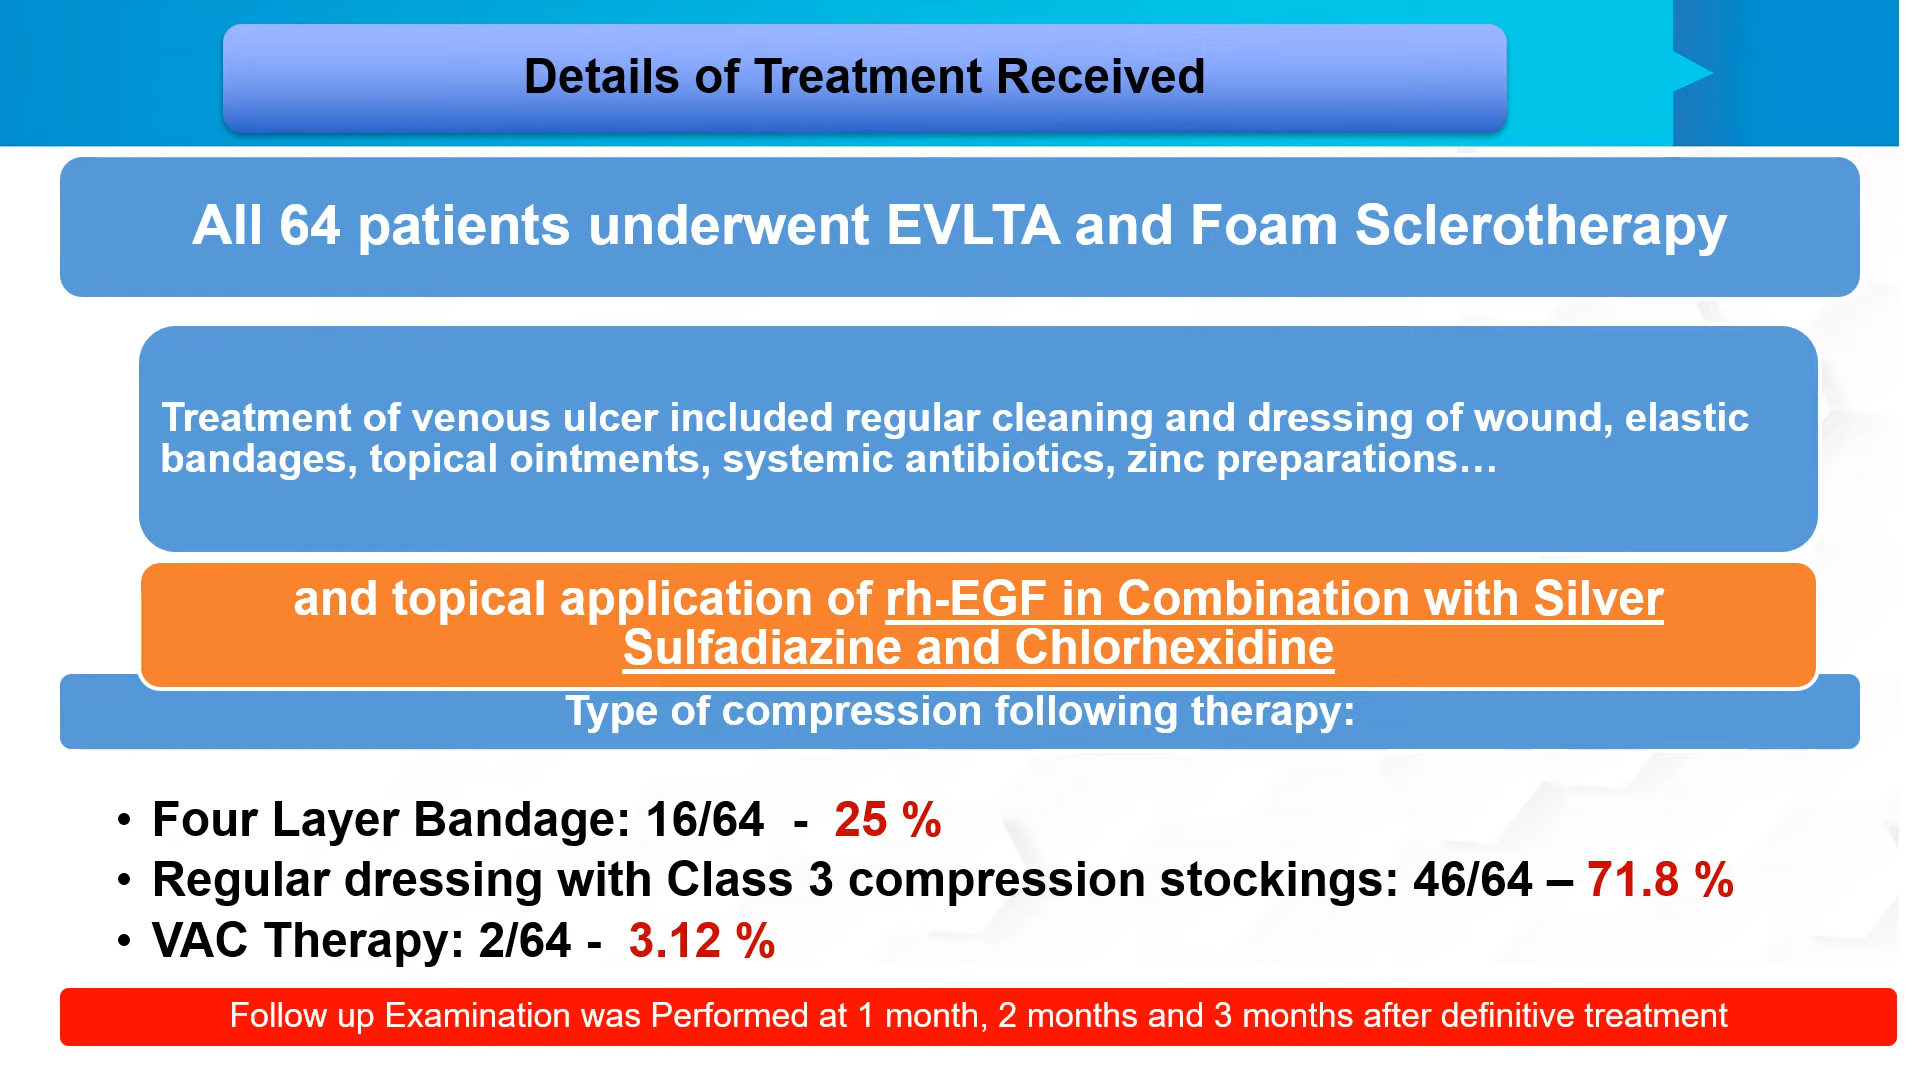 Details of Treatment Received
All 64 patients underwent EVLTA and Foam Sclerotherapy
Treatment of venous ulcer included regular cleaning and dressing of wound, elastic
bandages, topical ointments, systemic antibiotics, zinc preparations…
and topical application of rh-EGF in Combination with Silver
Sulfadiazine and Chlorhexidine
Type of compression following therapy:
• Four Layer Bandage: 16/64 - 25 %
• Regular dressing with Class 3 compression stockings: 46/64 – 71.8 %
• VAC Therapy: 2/64 - 3.12 %
Follow up Examination was Performed at 1 month, 2 months and 3 months after definitive treatment